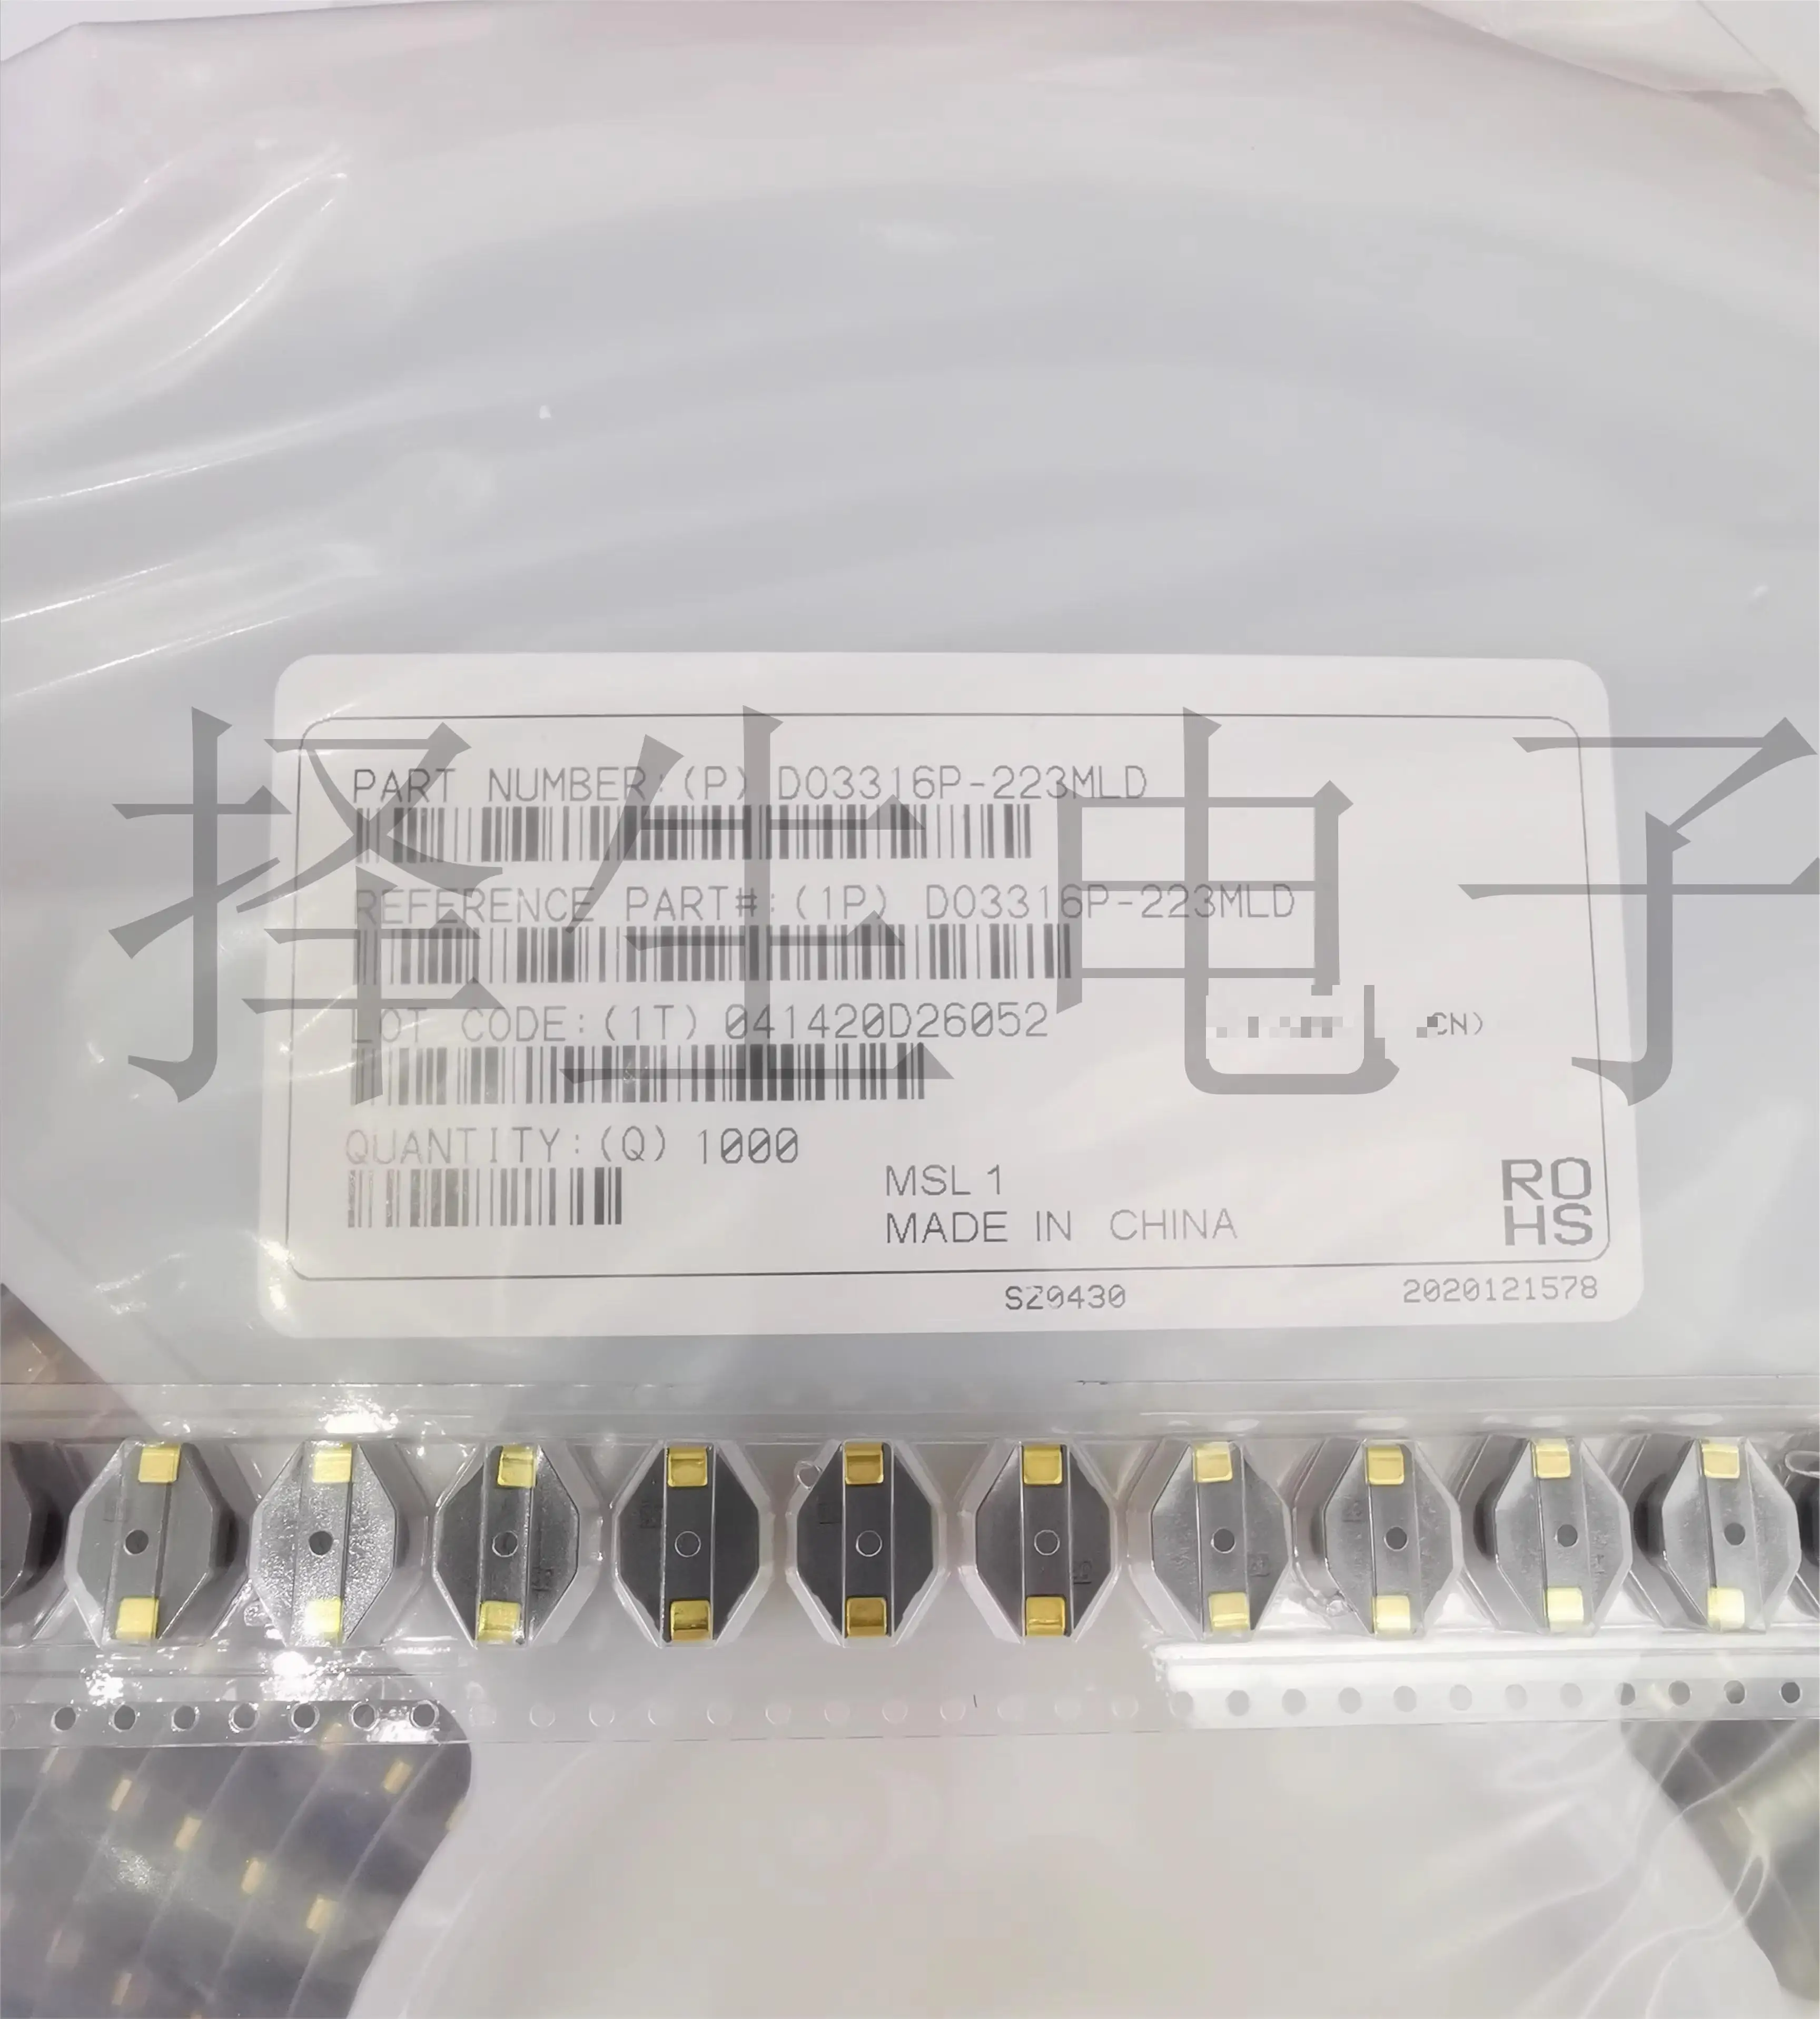 PART NUMBER:(P) DO3316P-223MLD
REFERENCE PART#:(1P) DO3316P-223MLD
LOT CODE:(1T) 041420D26052
CN)
QUANTITY:(Q) 1000
MSL 1
MADE IN CHINA
RO
HS
SZ0430
2020121578
择生电子